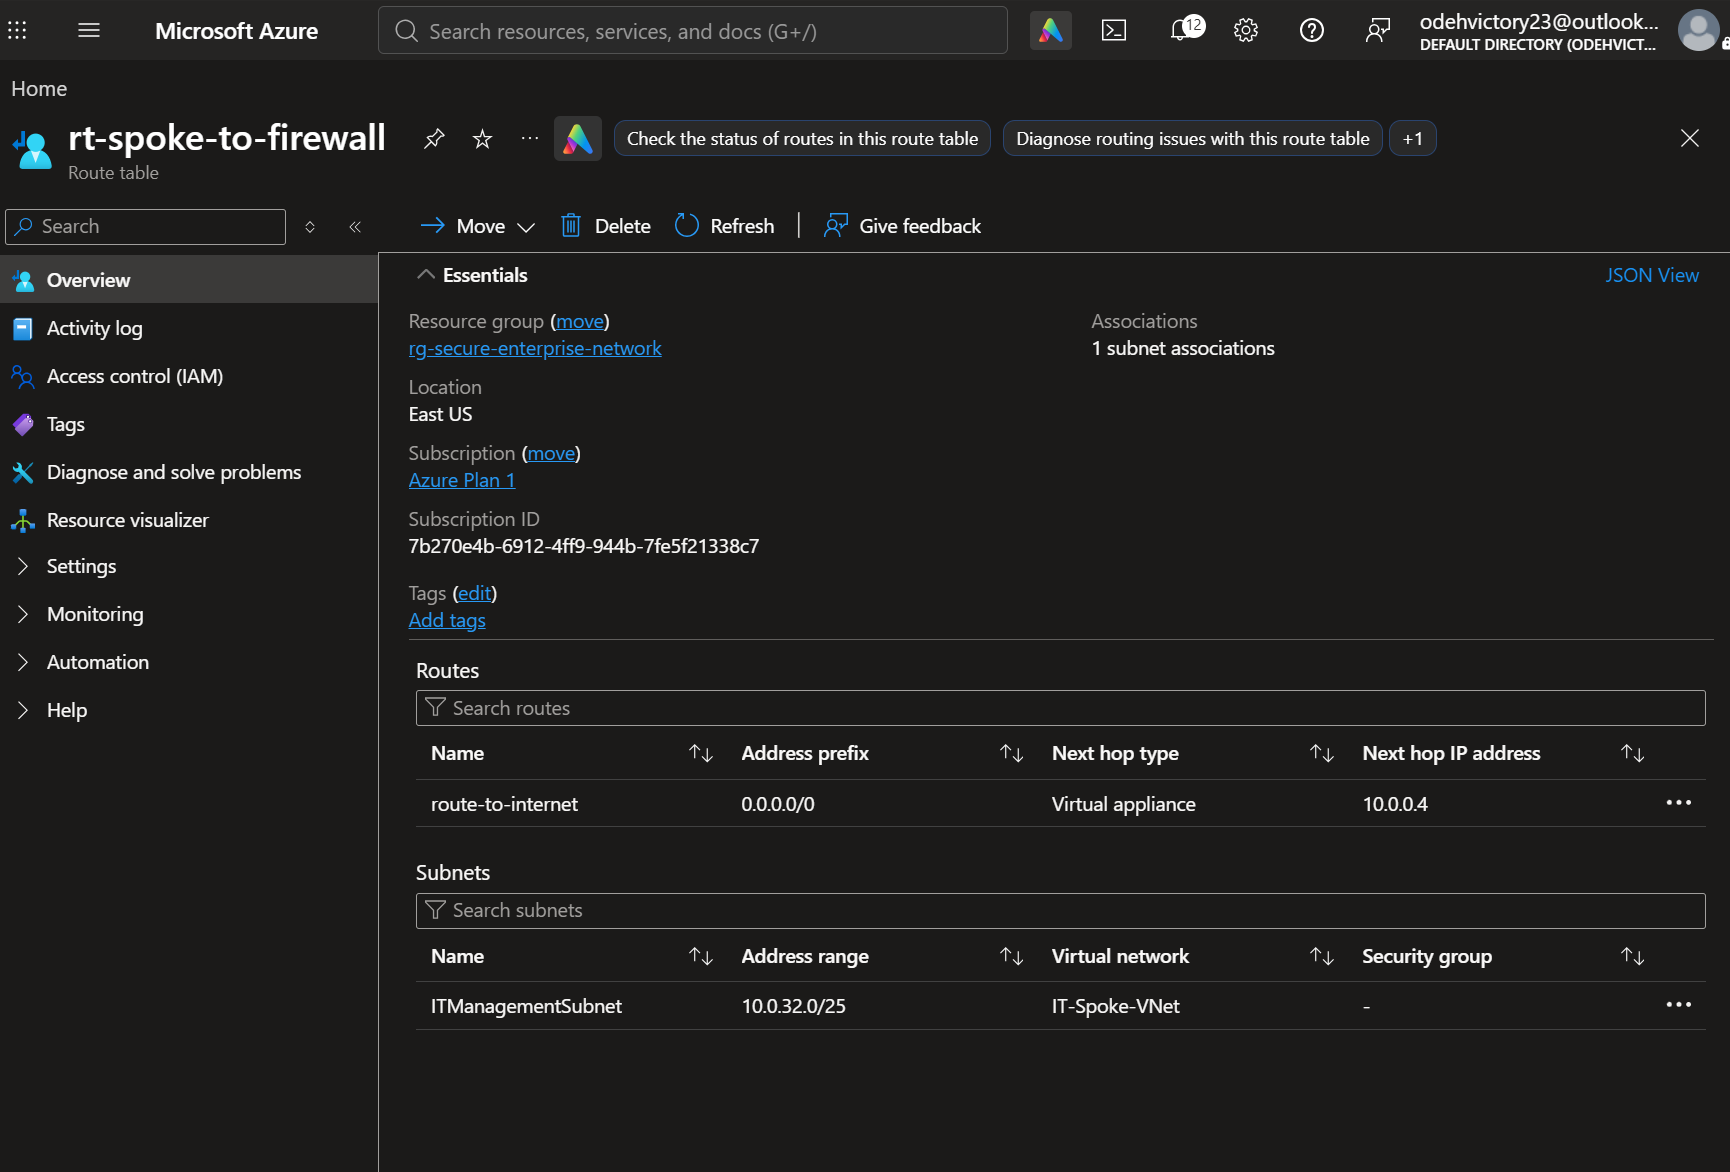 Microsoft Azure
Search resources, services, and docs (G+/)
12
odehvictory23@outlook...
DEFAULT DIRECTORY (ODEHVICT...
Home
rt-spoke-to-firewall
Route table
Check the status of routes in this route table
Diagnose routing issues with this route table
+1
Search
Move
Delete
Refresh
Give feedback
Overview
Activity log
Access control (IAM)
Tags
Diagnose and solve problems
Resource visualizer
Settings
Monitoring
Automation
Help
Essentials
JSON View
Resource group (move)
rg-secure-enterprise-network
Associations
1 subnet associations
Location
East US
Subscription (move)
Azure Plan 1
Subscription ID
7b270e4b-6912-4ff9-944b-7fe5f21338c7
Tags (edit)
Add tags
Routes
Search routes
Name Address prefix Next hop type Next hop IP address
route-to-internet 0.0.0.0/0 Virtual appliance 10.0.0.4
Subnets
Search subnets
Name Address range Virtual network Security group
ITManagementSubnet 10.0.32.0/25 IT-Spoke-VNet -